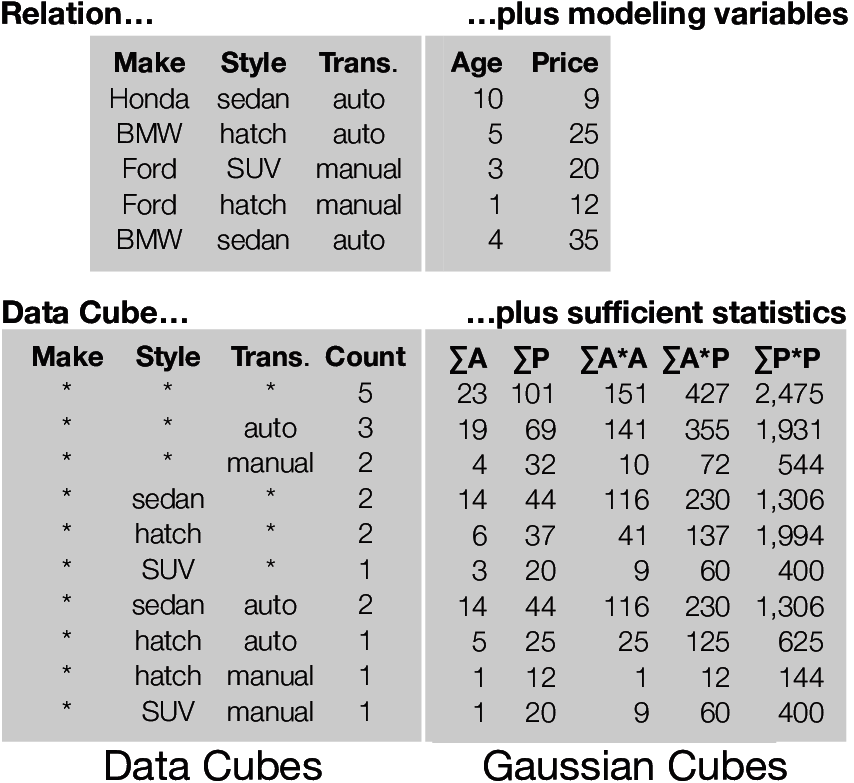 Relation... ...plus modeling variables
Make Style Trans. Age Price
Honda sedan auto 10 9
BMW hatch auto 5 25
Ford SUV manual 3 20
Ford hatch manual 1 12
BMW sedan auto 4 35
Data Cube... ...plus sufficient statistics
Make Style Trans. Count ∑A ∑P ∑A*A ∑A*P ∑P*P
* * * 5 23 101 151 427 2,475
* * auto 3 19 69 141 355 1,931
* * manual 2 4 32 10 72 544
* sedan * 2 14 44 116 230 1,306
* hatch * 2 6 37 41 137 1,994
* SUV * 1 3 20 9 60 400
* sedan auto 2 14 44 116 230 1,306
* hatch auto 1 5 25 25 125 625
* hatch manual 1 1 12 1 12 144
* SUV manual 1 1 20 9 60 400
Data Cubes Gaussian Cubes